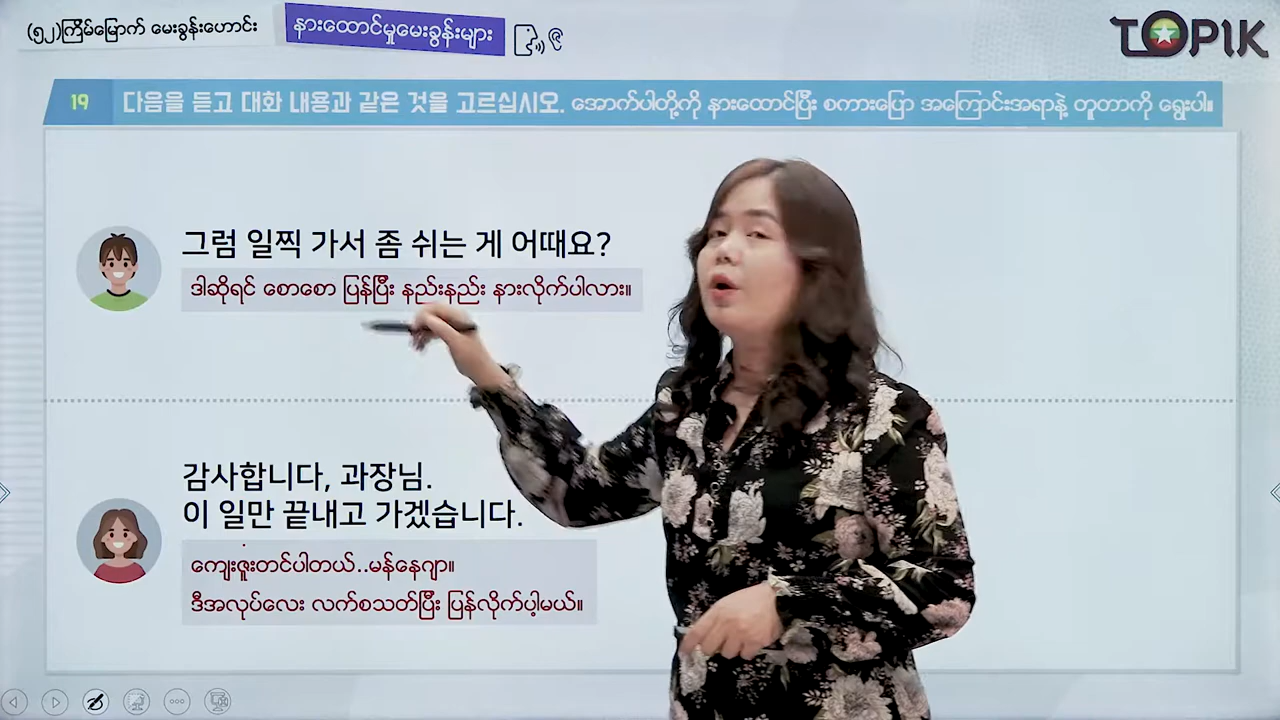 (၅၂)ကြိမ်မြောက် မေးခွန်းဟောင်း
နားထောင်မှုမေးခွန်းများ
၉
TOPIK
19 다음을 듣고 대화 내용과 같은 것을 고르십시오. အောက်ပါတို့ကို နားထောင်ပြီး စကားပြော အကြောင်းအရာနဲ့ တူတာကို ရွေးပါ။
그럼 일찍 가서 좀 쉬는 게 어때요?
ဒါဆိုရင် စောစော ပြန်ပြီး နည်းနည်း နားလိုက်ပါလား။
감사합니다, 과장님.
이 일만 끝내고 가겠습니다.
ကျေးဇူးတင်ပါတယ်..မန်နေဂျာ။
ဒီအလုပ်လေး လက်စသတ်ပြီး ပြန်လိုက်ပါ့မယ်။